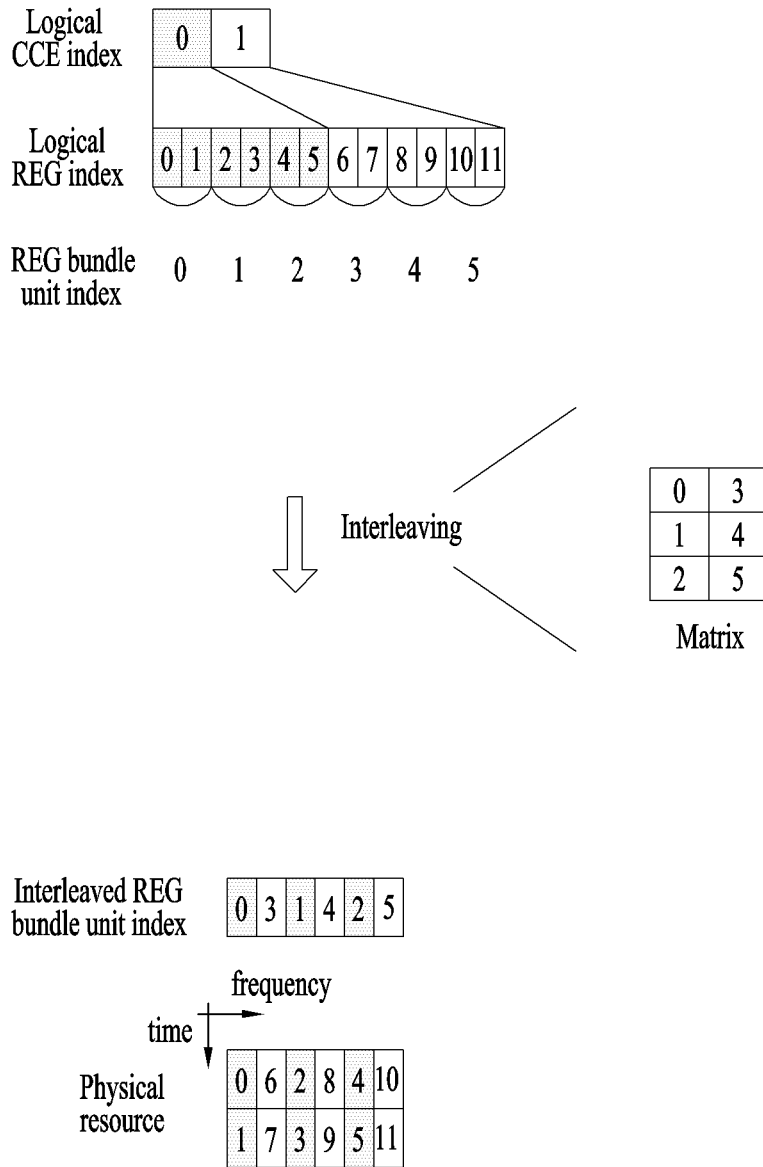 Logical
CCE index
0 1
Logical
REG index
0 1 2 3 4 5 6 7 8 9 10 11
REG bundle
unit index
0 1 2 3 4 5
Interleaving
0 3
1 4
2 5
Matrix
Interleaved REG
bundle unit index
0 3 1 4 2 5
frequency
time
Physical
resource
0 6 2 8 4 10
1 7 3 9 5 11